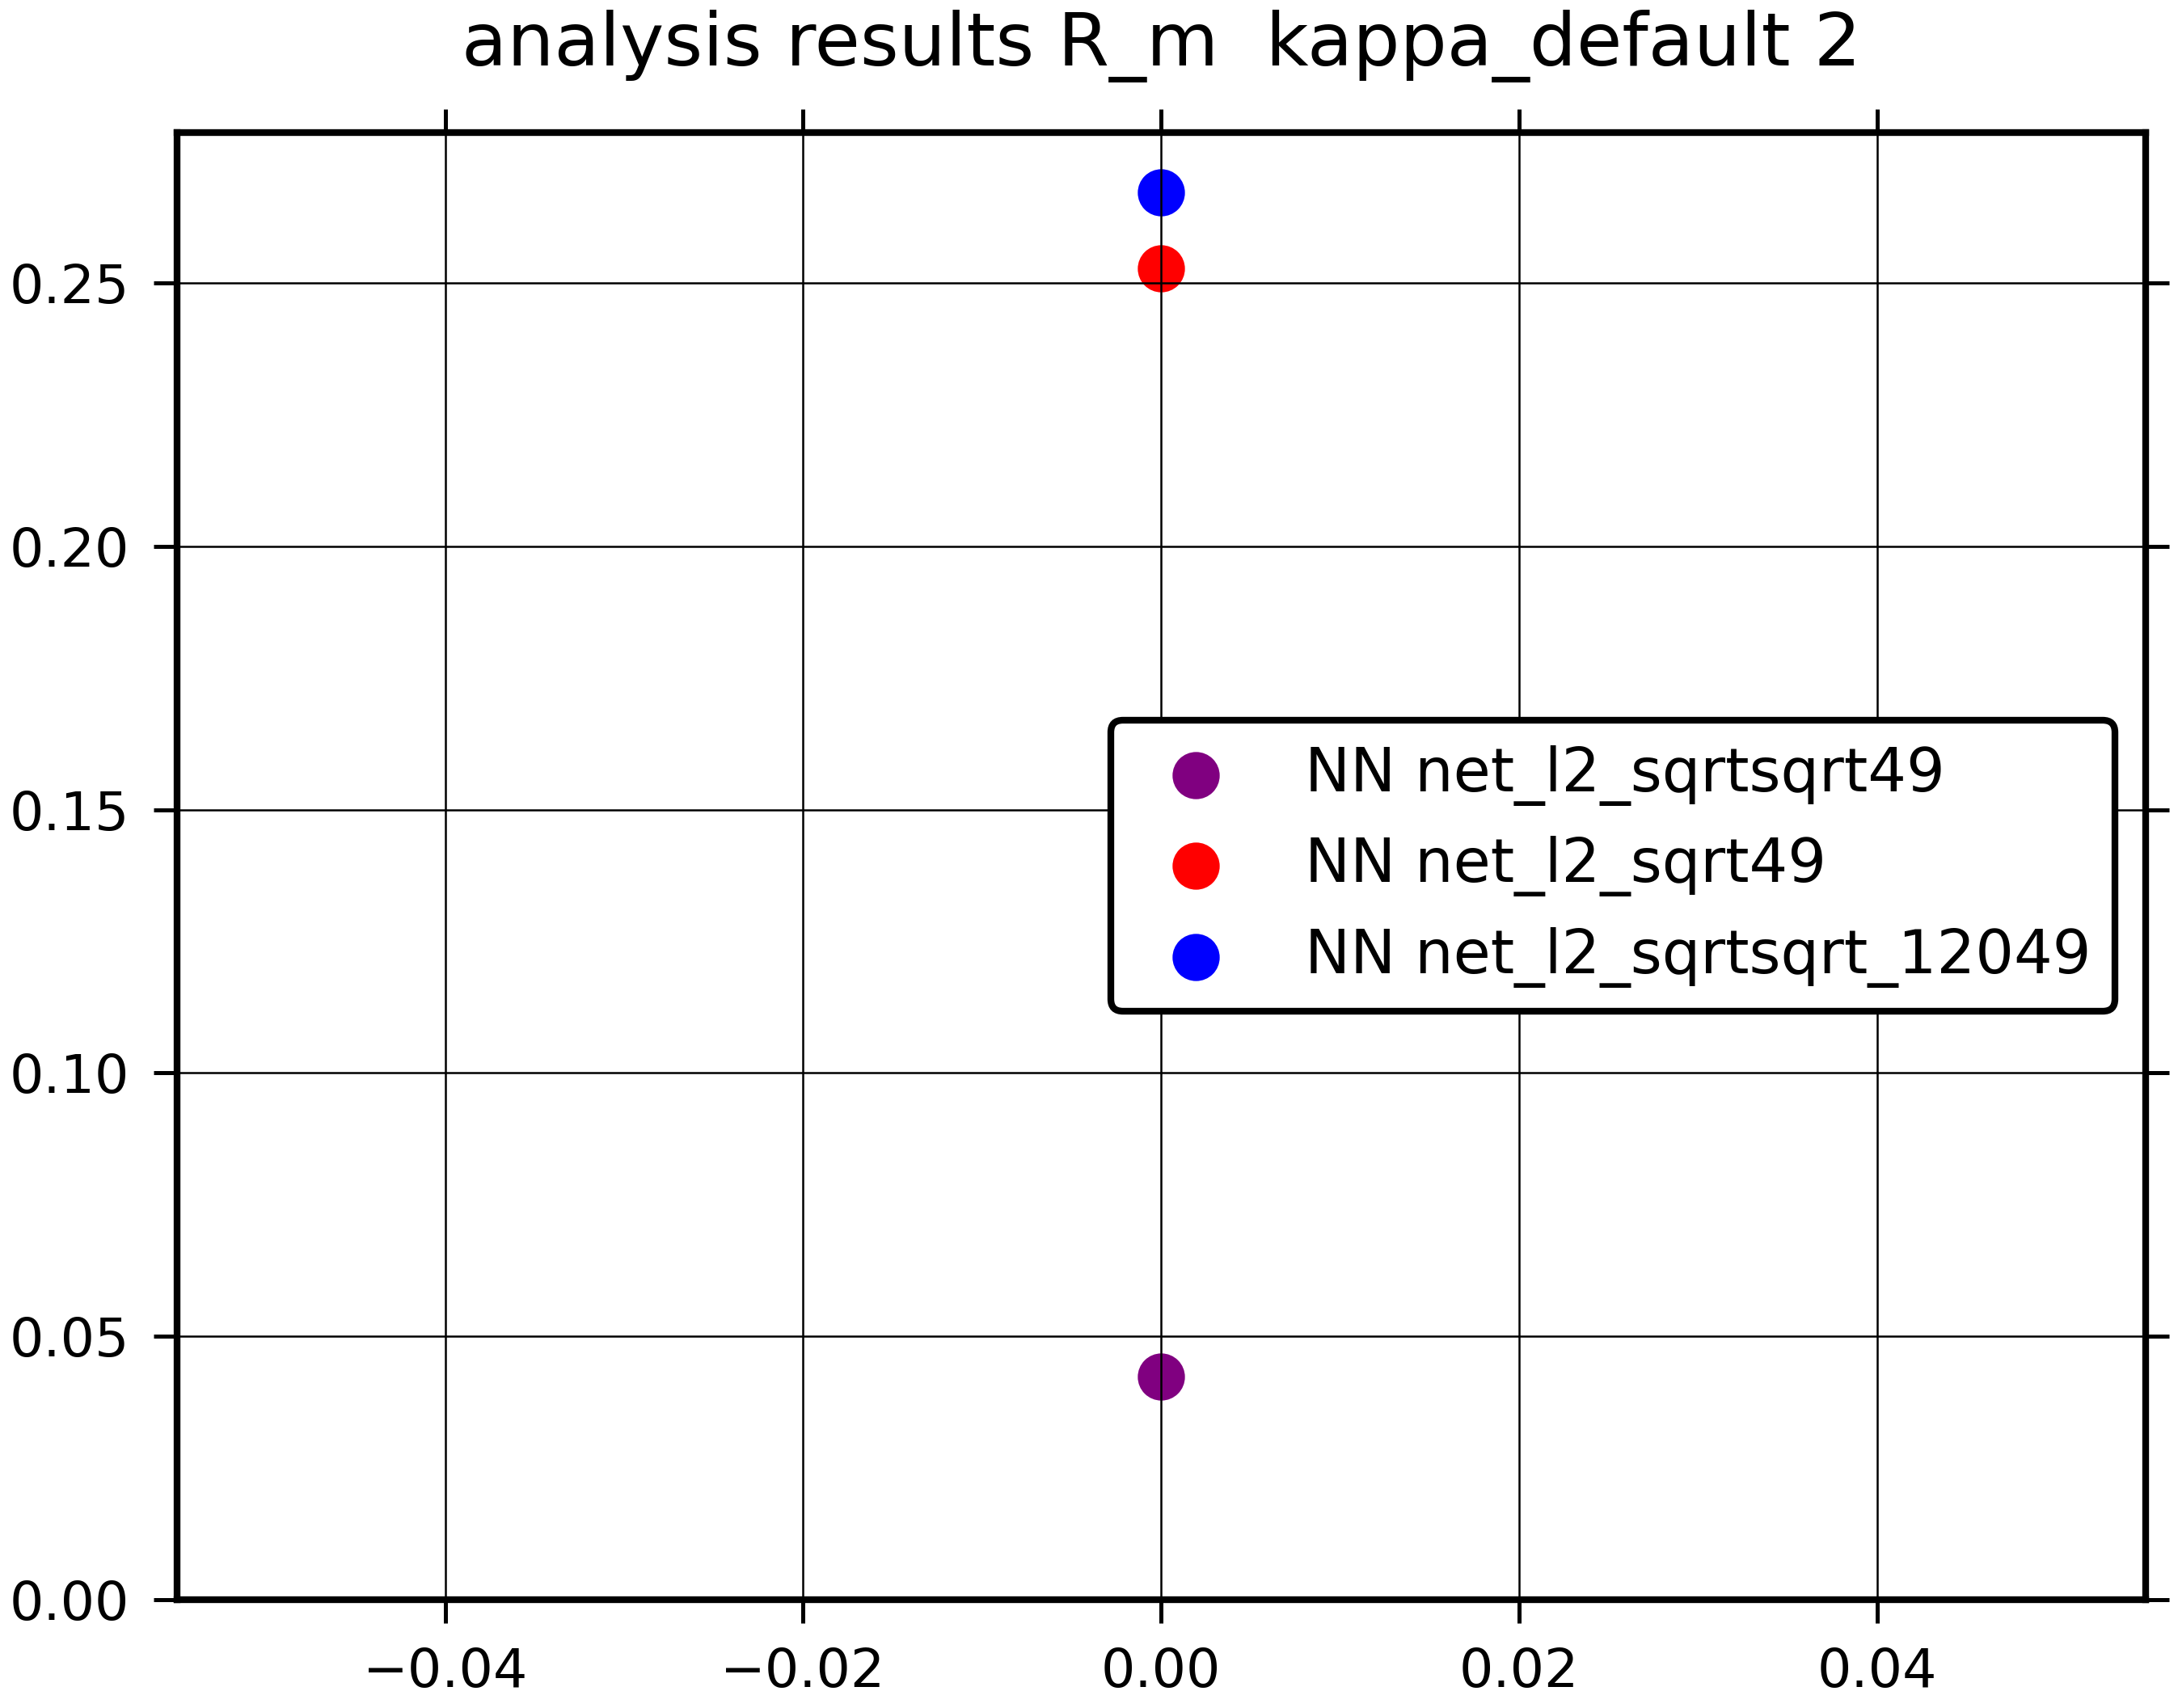 analysis results R_m  kappa_default 2
0.25
0.20
0.15
0.10
0.05
0.00
NN net_l2_sqrtsqrt49
NN net_l2_sqrt49
NN net_l2_sqrtsqrt_12049
−0.04
−0.02
0.00
0.02
0.04